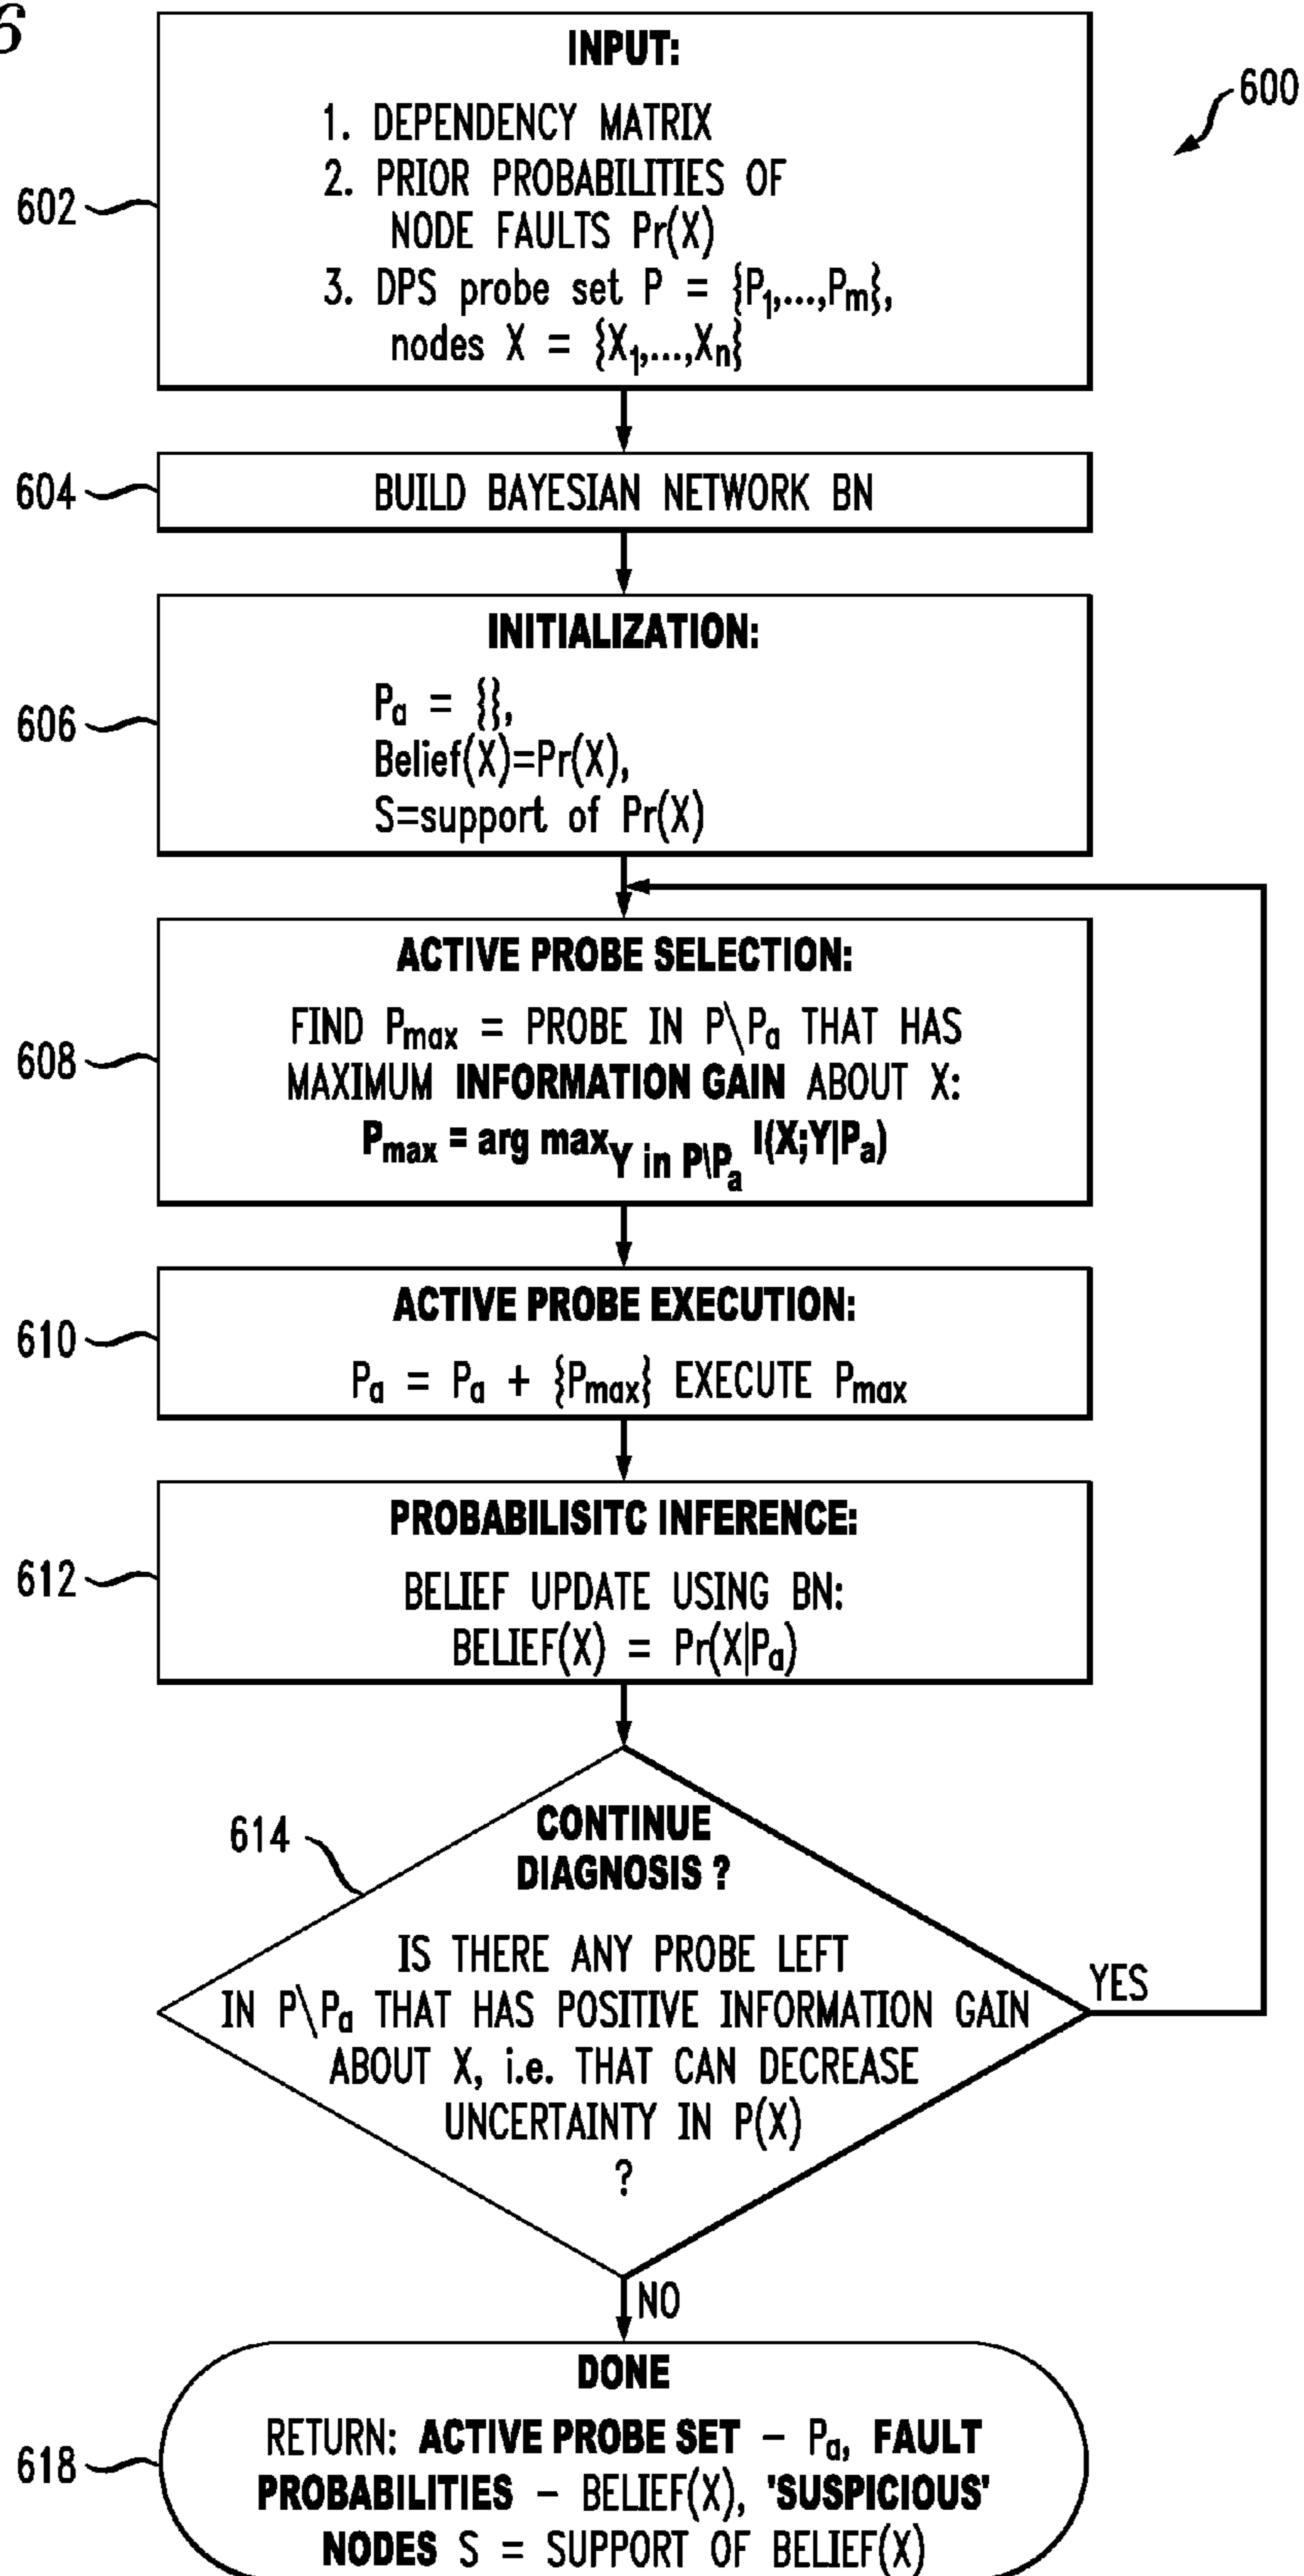 6
600
INPUT:
1. DEPENDENCY MATRIX
2. PRIOR PROBABILITIES OF
NODE FAULTS Pr(X)
3. DPS probe set P = {P1,...,Pm},
nodes X = {X1,...,Xn}
602
604
BUILD BAYESIAN NETWORK BN
INITIALIZATION:
Pa = {},
Belief(X)=Pr(X),
S=support of Pr(X)
606
ACTIVE PROBE SELECTION:
FIND Pmax = PROBE IN P\Pa THAT HAS
MAXIMUM INFORMATION GAIN ABOUT X:
Pmax = arg max Y in P\Pa I(X;Y|Pa)
608
ACTIVE PROBE EXECUTION:
Pa = Pa + {Pmax} EXECUTE Pmax
610
PROBABILISITC INFERENCE:
BELIEF UPDATE USING BN:
BELIEF(X) = Pr(X|Pa)
612
614
CONTINUE
DIAGNOSIS ?
IS THERE ANY PROBE LEFT
IN P\Pa THAT HAS POSITIVE INFORMATION GAIN
ABOUT X, i.e. THAT CAN DECREASE
UNCERTAINTY IN P(X)
?
YES
NO
DONE
RETURN: ACTIVE PROBE SET – Pa, FAULT
PROBABILITIES – BELIEF(X), 'SUSPICIOUS'
NODES S = SUPPORT OF BELIEF(X)
618